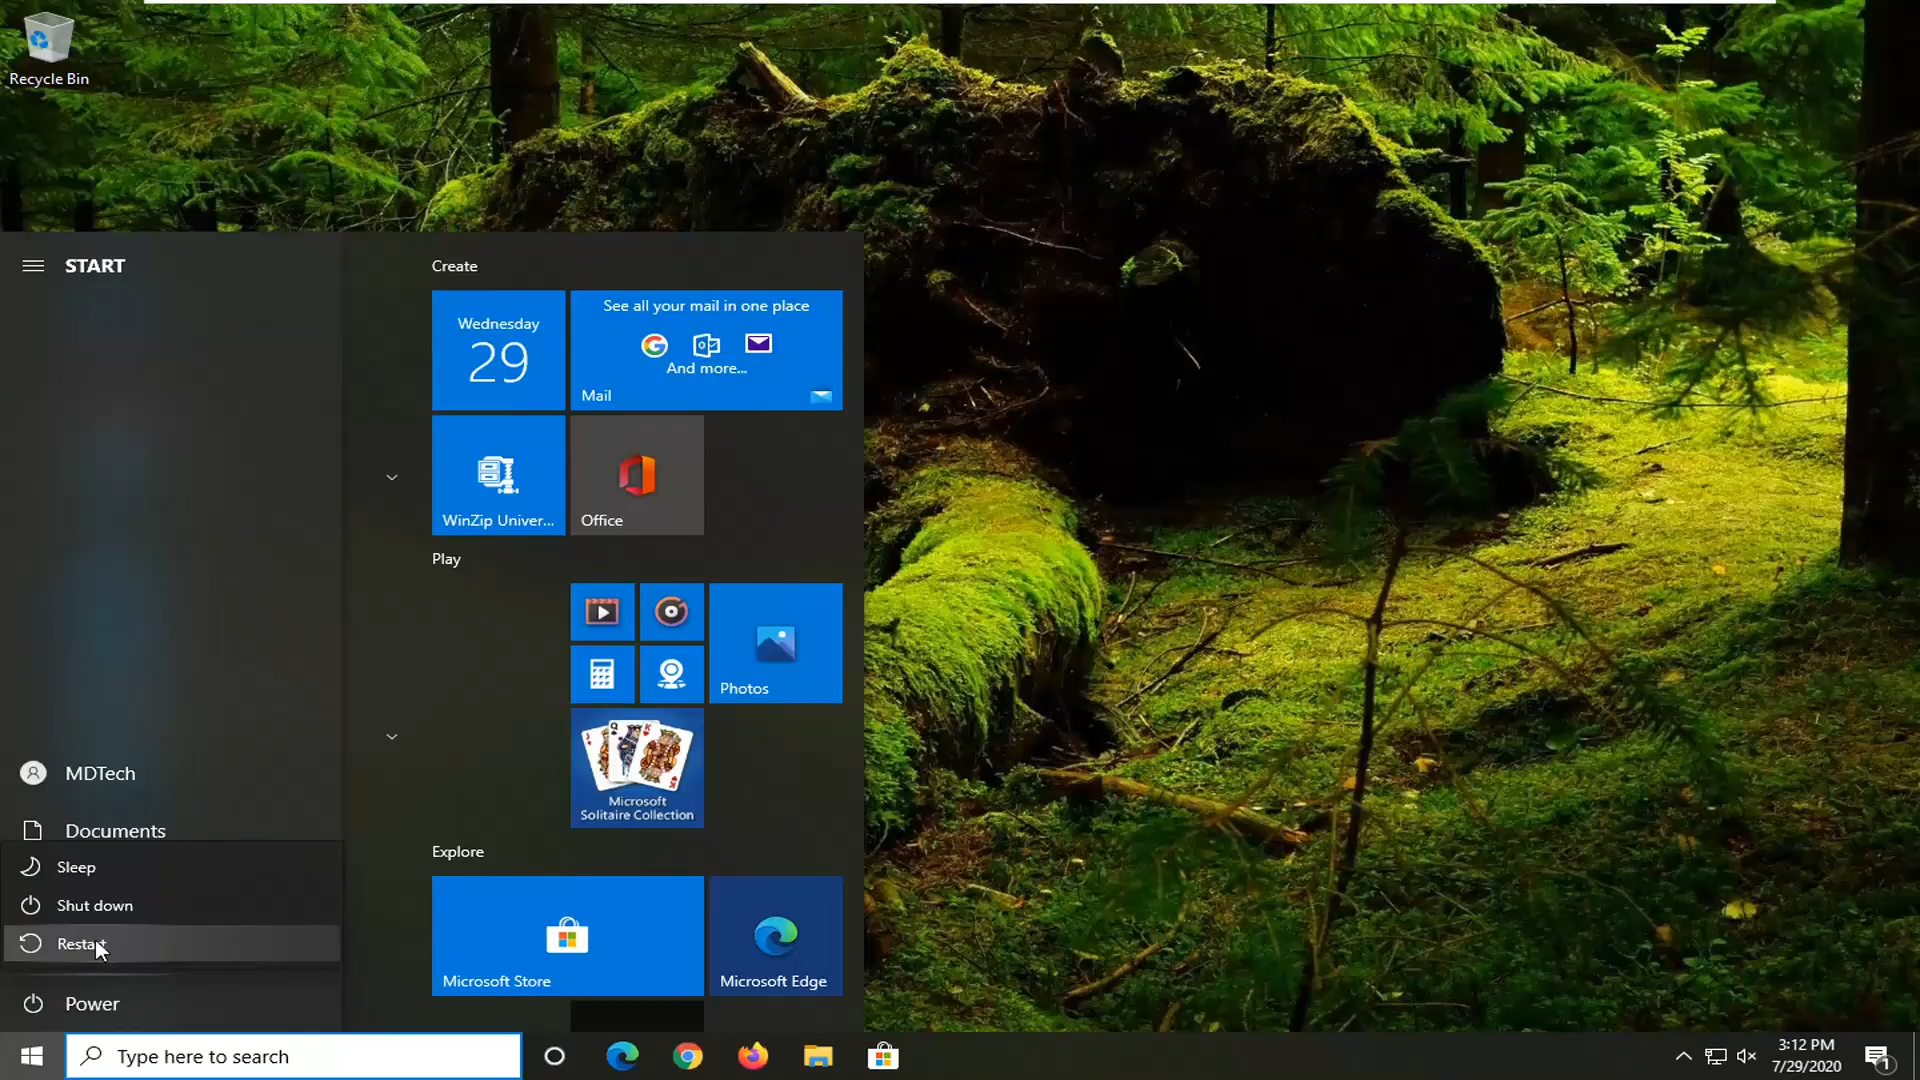 Recycle Bin
START
Create
Wednesday
29
See all your mail in one place
And more...
Mail
WinZip Univer...
Office
Play
Photos
Microsoft
Solitaire Collection
MDTech
Documents
Explore
Sleep
Shut down
Restart
Microsoft Store
Microsoft Edge
Power
Type here to search
3:12 PM
7/29/2020
1